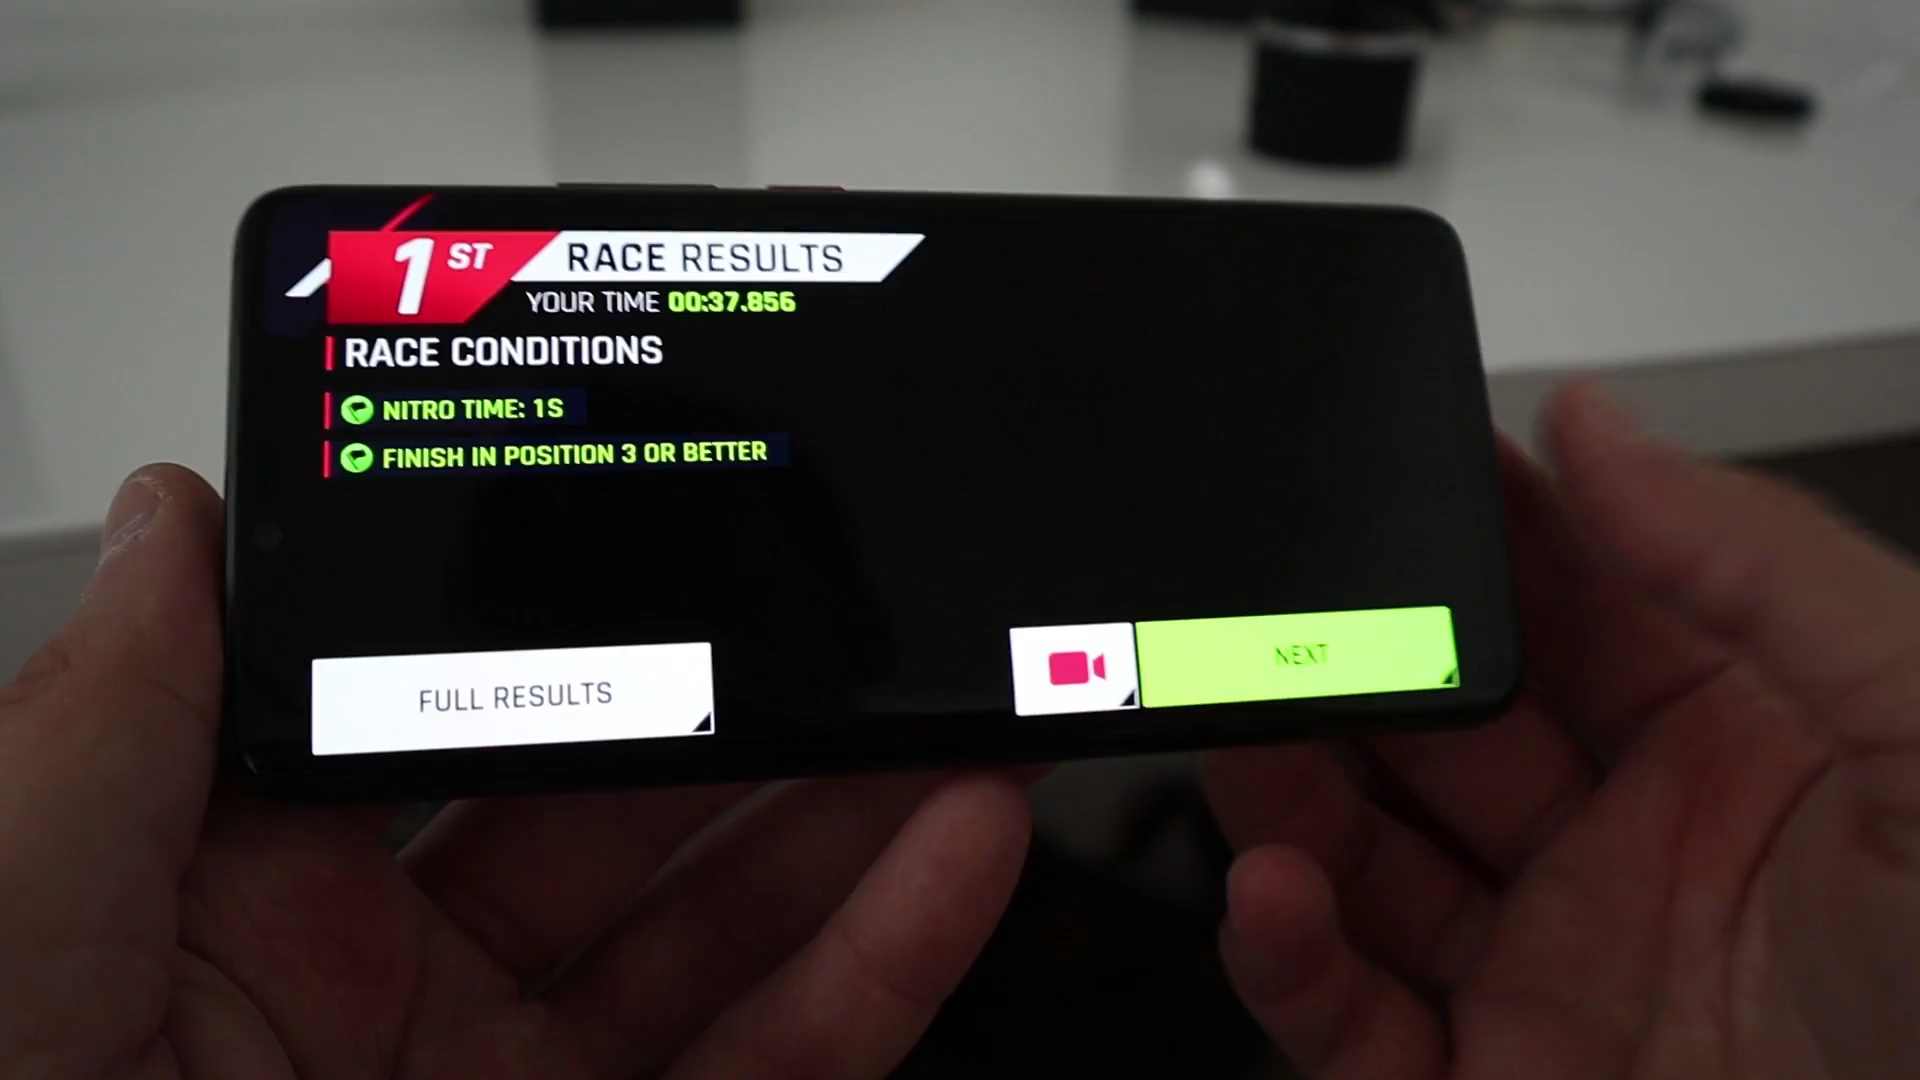 1ST
RACE RESULTS
YOUR TIME 00:37.856
RACE CONDITIONS
NITRO TIME: 1S
FINISH IN POSITION 3 OR BETTER
FULL RESULTS
NEXT